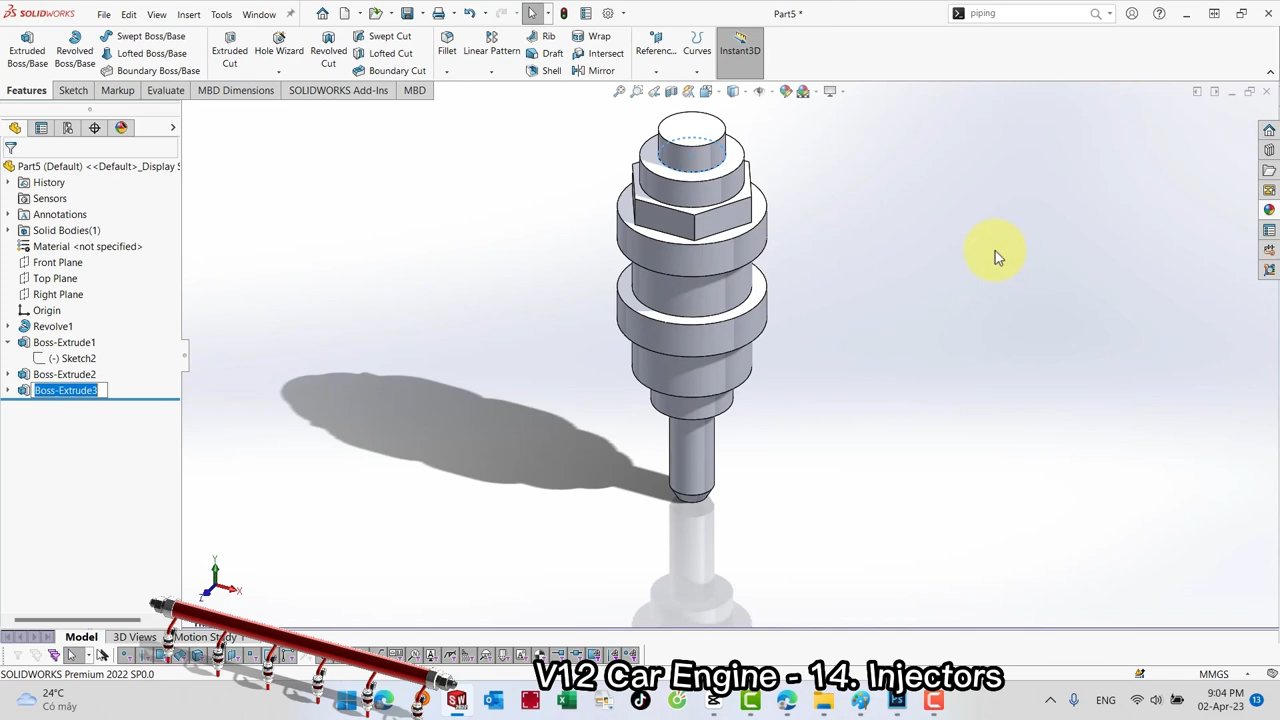 SOLIDWORKS File Edit View Insert Tools Window Part5 * piping
Extruded Boss/Base
Revolved Boss/Base
Swept Boss/Base
Lofted Boss/Base
Boundary Boss/Base
Extruded Cut
Hole Wizard
Revolved Cut
Swept Cut
Lofted Cut
Boundary Cut
Fillet
Linear Pattern
Rib
Draft
Shell
Wrap
Intersect
Mirror
Referenc...
Curves
Instant3D
Features Sketch Markup Evaluate MBD Dimensions SOLIDWORKS Add-Ins MBD
Part5 (Default) <<Default>_Display S
History
Sensors
Annotations
Solid Bodies(1)
Material <not specified>
Front Plane
Top Plane
Right Plane
Origin
Revolve1
Boss-Extrude1
(-) Sketch2
Boss-Extrude2
Boss-Extrude3
Y
X
Z
Model 3D Views Motion Study 1
SOLIDWORKS Premium 2022 SP0.0
MMGS
V12 Car Engine - 14. Injectors
24°C
Có mây
ENG
9:04 PM
02-Apr-23
13